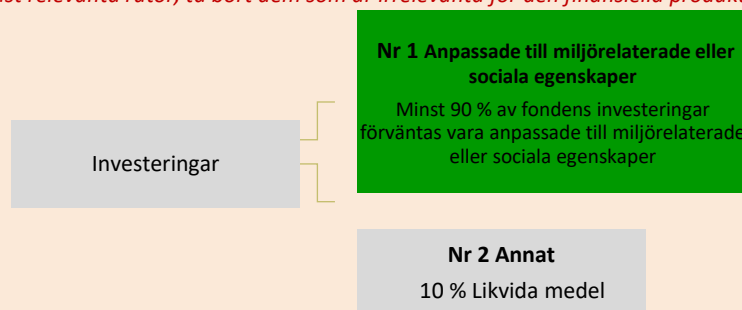 relevanta rutor, ta bort dem som är irrelevanta för den finansiella
Nr 1 Anpassade till miljörelaterade eller
sociala egenskaper
Minst 90 % av fondens investeringar
förväntas vara anpassade till miljörelaterade
eller sociala egenskaper
Investeringar
Nr 2 Annat
10 % Likvida medel